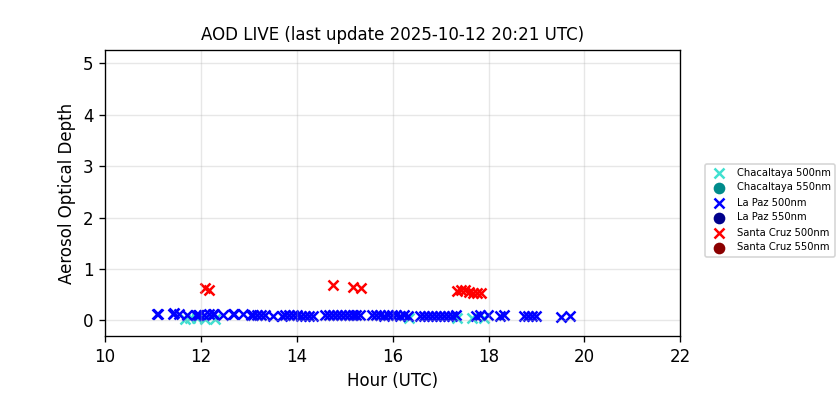 AOD LIVE (last update 2025-10-12 20:21 UTC)
Aerosol Optical Depth
5
4
3
2
1
0
10 12 14 16 18 20 22
Hour (UTC)
Chacaltaya 500nm
Chacaltaya 550nm
La Paz 500nm
La Paz 550nm
Santa Cruz 500nm
Santa Cruz 550nm